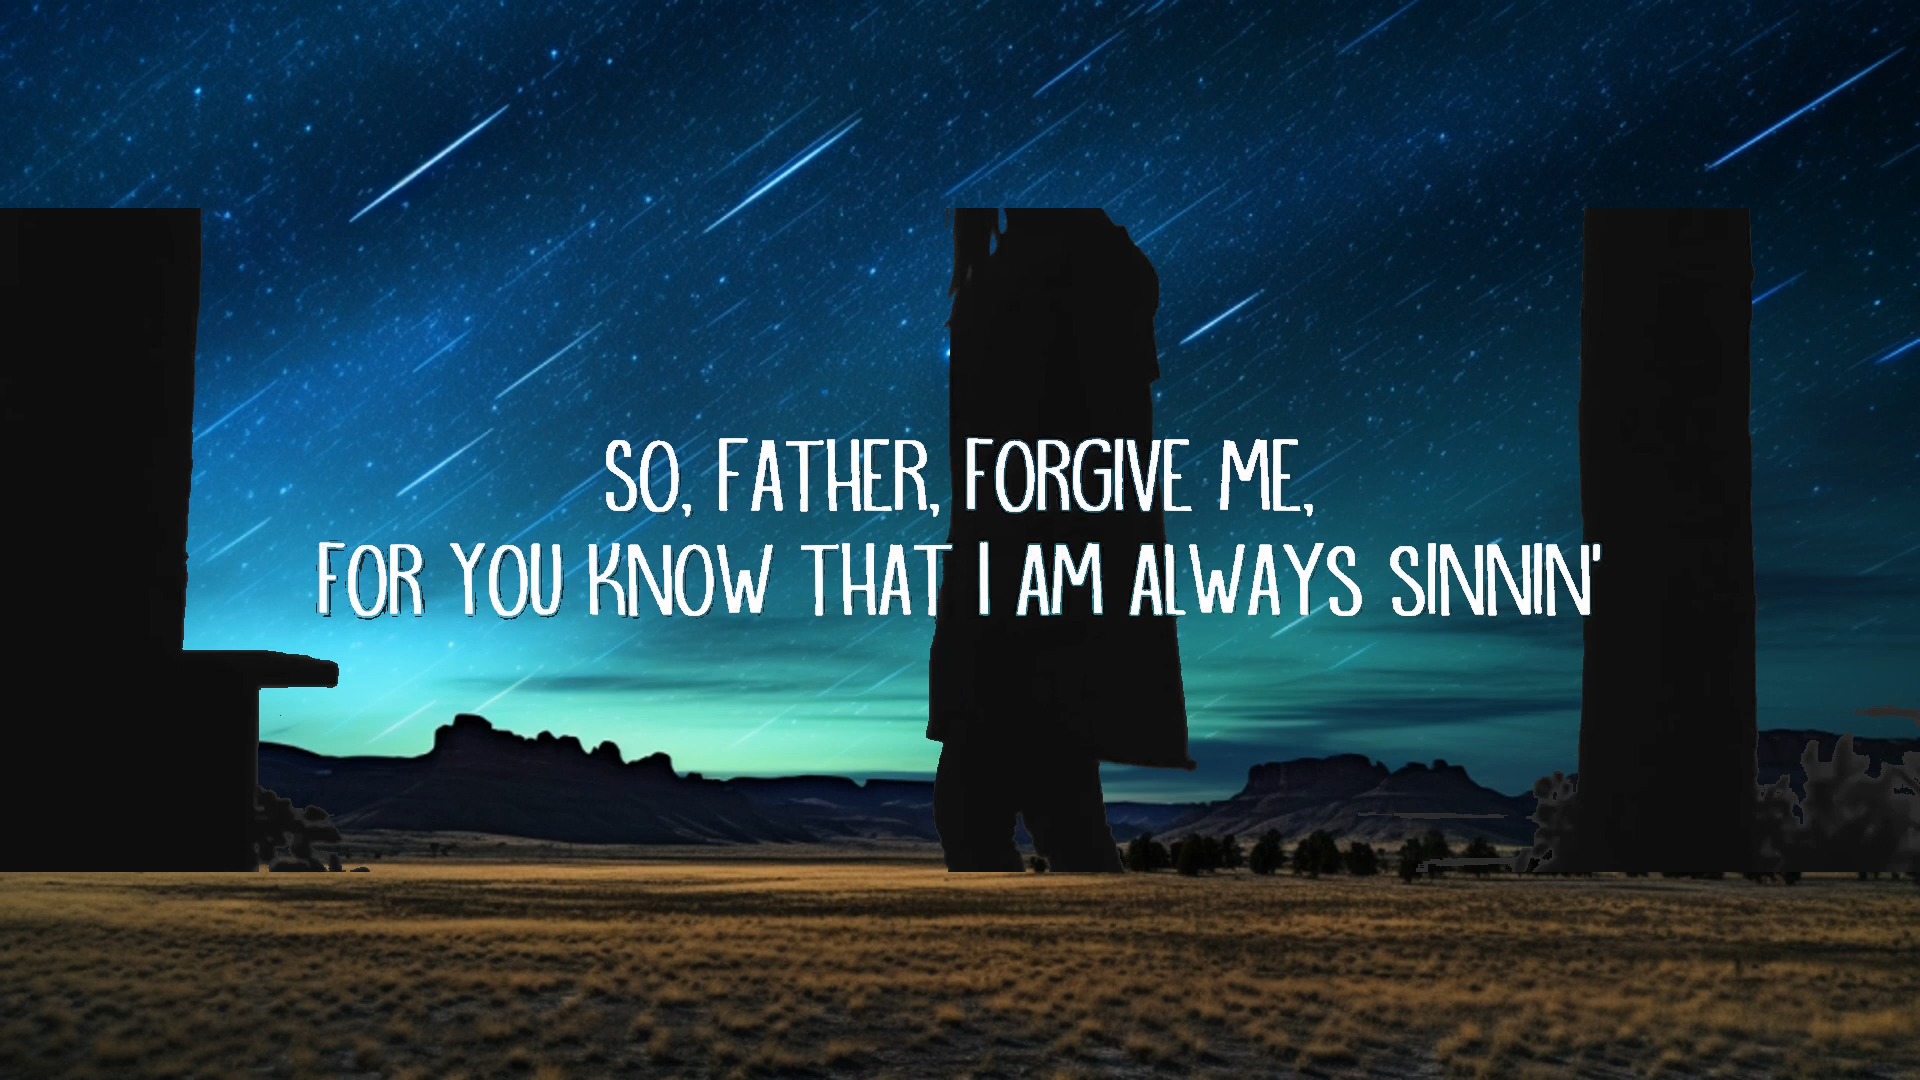 SO, FATHER, FORGIVE ME,
FOR YOU KNOW THAT I AM ALWAYS SINNIN'